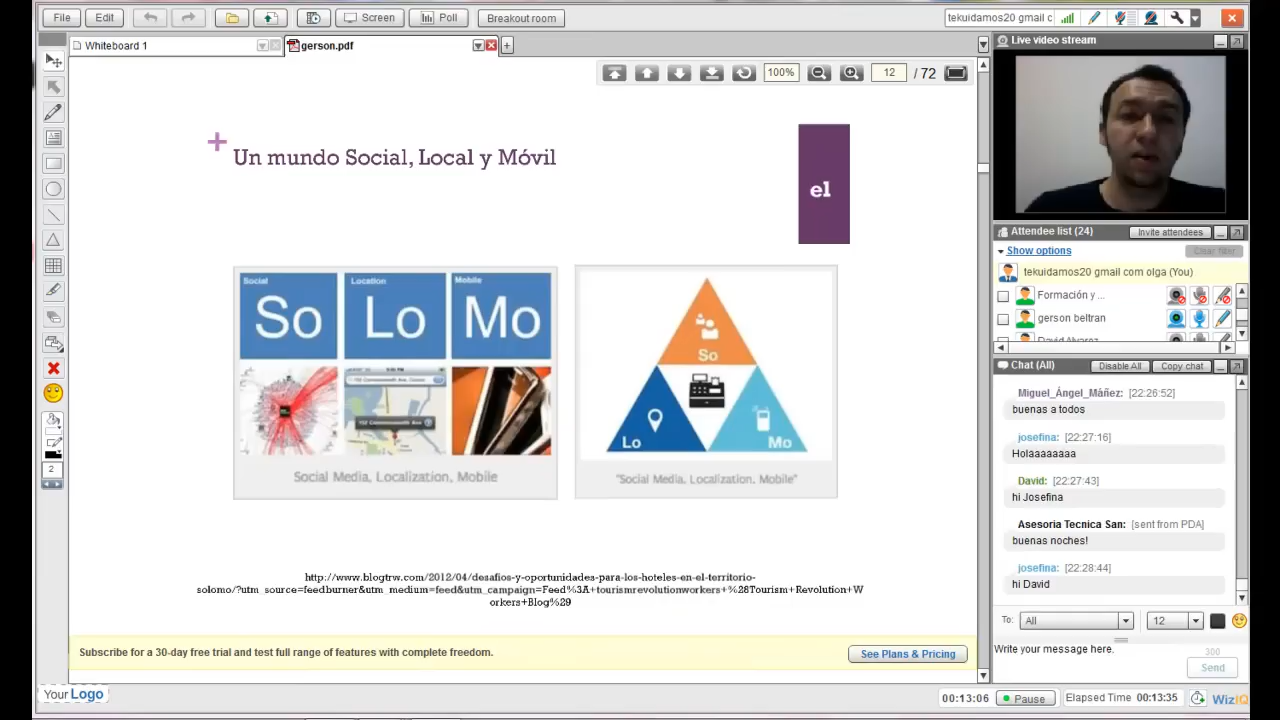 File
Edit
Screen
Poll
Breakout room
tekuidamos20 gmail c
Whiteboard 1
gerson.pdf
100%
12
/ 72
Un mundo Social, Local y Móvil
el
Social
Location
Mobile
So
Lo
Mo
Social Media, Localization, Mobile
So
Lo
Mo
"Social Media, Localization, Mobile"
http://www.blogtrw.com/2012/04/desafios-y-oportunidades-para-los-hoteles-en-el-territorio-
solomo/?utm_source=feedburner&utm_medium=feed&utm_campaign=Feed%3A+tourismrevolutionworkers+%28Tourism+Revolution+W
orkers+Blog%29
Subscribe for a 30-day free trial and test full range of features with complete freedom.
See Plans & Pricing
2
Your Logo
Live video stream
Attendee list (24)
Invite attendees
Show options
Clear filter
tekuidamos20 gmail com olga (You)
Formación y ...
gerson beltran
David Alvarez
Chat (All)
Disable All
Copy chat
Miguel_Ángel_Máñez: [22:26:52]
buenas a todos
josefina: [22:27:16]
Holaaaaaaa
David: [22:27:43]
hi Josefina
Asesoria Tecnica San: [sent from PDA]
buenas noches!
josefina: [22:28:44]
hi David
To:
All
12
Write your message here.
300
Send
00:13:06
Pause
Elapsed Time 00:13:35
WizIQ